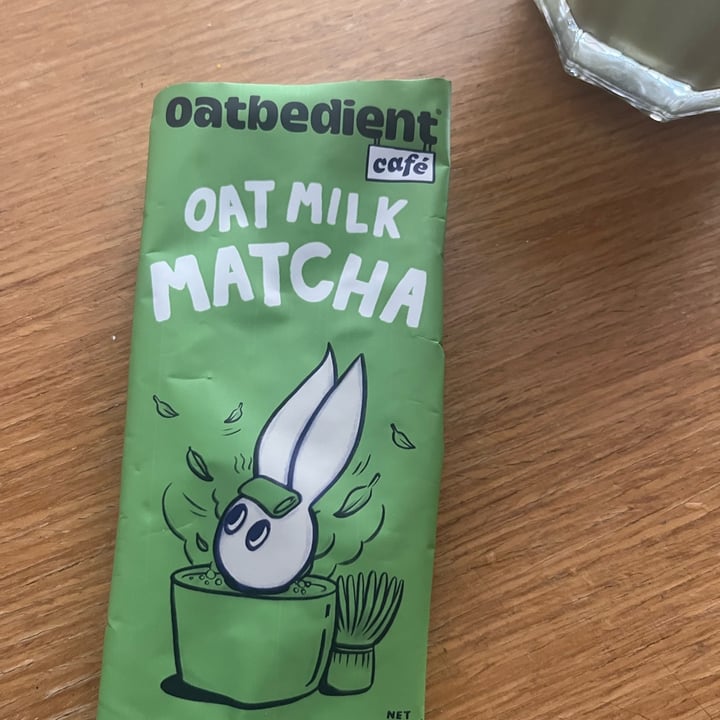 oatbedient®
café
OAT MILK
MATCHA
NET